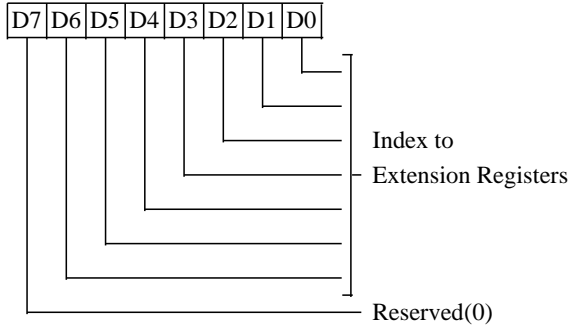 D7 D6 D5 D4 D3 D2 D1 D0
Index to
Extension Registers
Reserved(0)